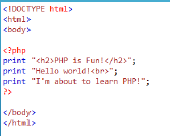 <!DOCTYPE html>
<html>
<body>
<?php
print "<h2>PHP is Fun!</h2>";
print "Hello world!<br>";
print "I'm about to learn PHP!";
?>
</body>
</html>